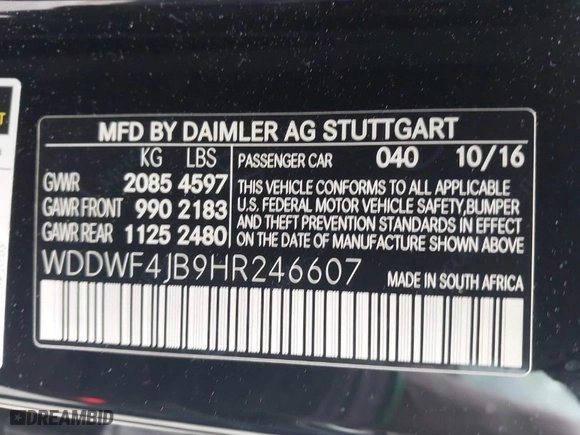 MFD BY DAIMLER AG STUTTGART
KG LBS
GVWR 2085 4597
GAWR FRONT 990 2183
GAWR REAR 1125 2480
PASSENGER CAR 040 10/16
THIS VEHICLE CONFORMS TO ALL APPLICABLE
U.S. FEDERAL MOTOR VEHICLE SAFETY,BUMPER
AND THEFT PREVENTION STANDARDS IN EFFECT
ON THE DATE OF MANUFACTURE SHOWN ABOVE.
WDDWF4JB9HR246607
MADE IN SOUTH AFRICA
DREAMBID